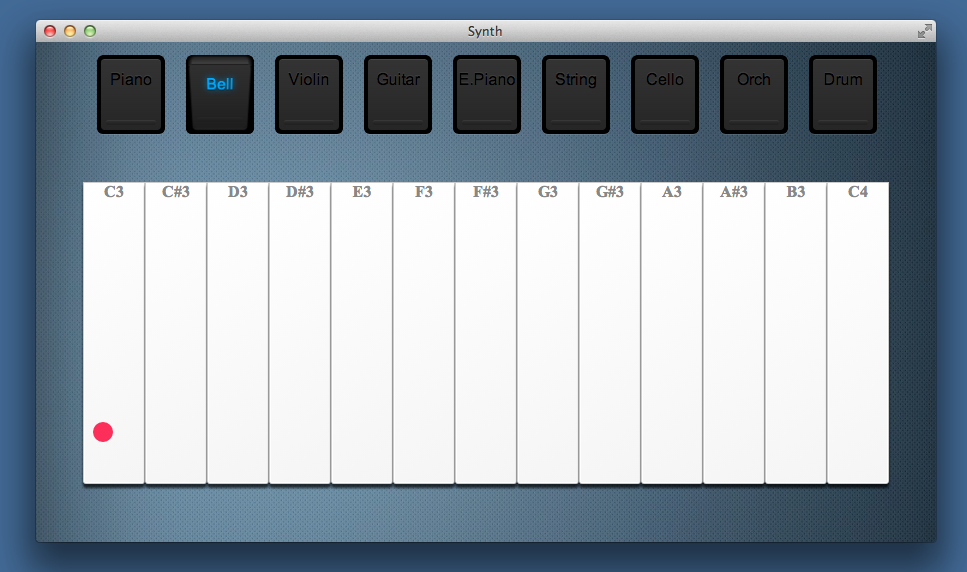 Synth
Piano Bell Violin Guitar E.Piano String Cello Orch Drum
C3 C#3 D3 D#3 E3 F3 F#3 G3 G#3 A3 A#3 B3 C4